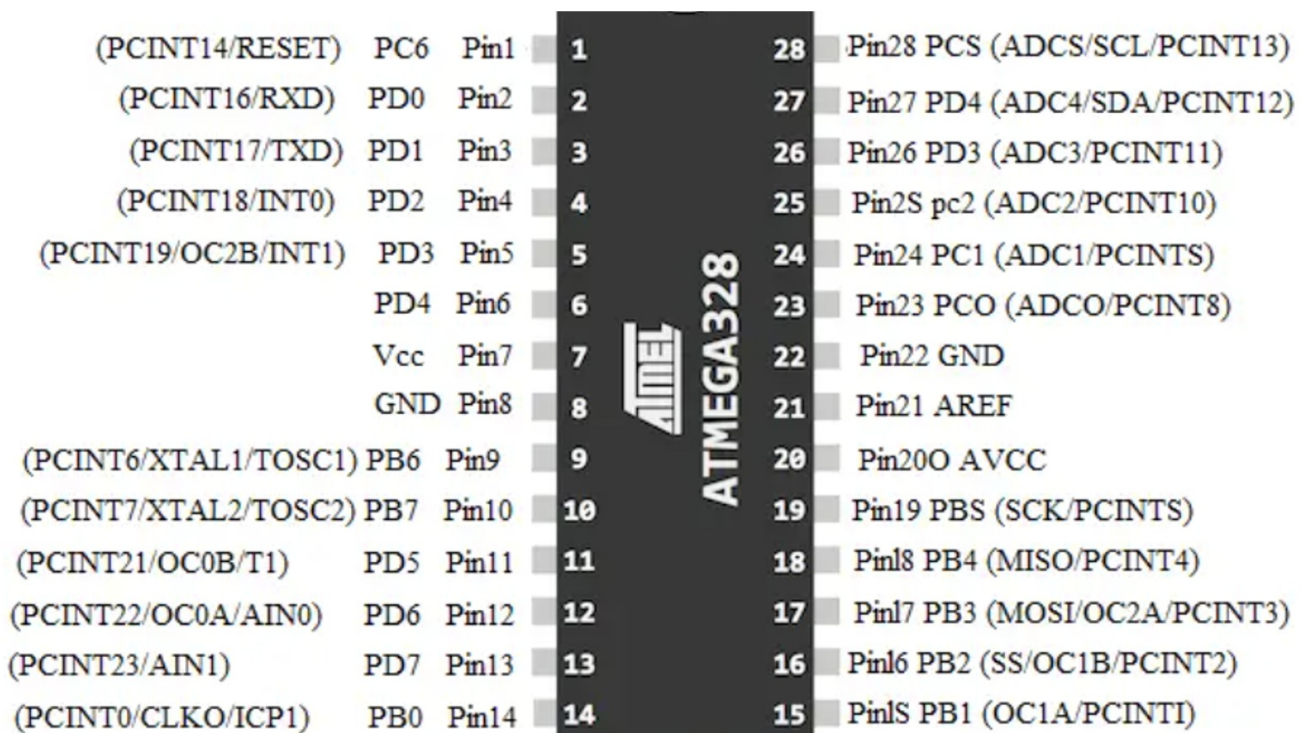 (PCINT14/RESET) PC6 Pin1 1
(PCINT16/RXD) PD0 Pin2 2
(PCINT17/TXD) PD1 Pin3 3
(PCINT18/INT0) PD2 Pin4 4
(PCINT19/OC2B/INT1) PD3 Pin5 5
PD4 Pin6 6
Vcc Pin7 7
GND Pin8 8
(PCINT6/XTAL1/TOSC1) PB6 Pin9 9
(PCINT7/XTAL2/TOSC2) PB7 Pin10 10
(PCINT21/OC0B/T1) PD5 Pin11 11
(PCINT22/OC0A/AIN0) PD6 Pin12 12
(PCINT23/AIN1) PD7 Pin13 13
(PCINT0/CLKO/ICP1) PB0 Pin14 14
ATMEL
ATMEGA328
28 Pin28 PCS (ADCS/SCL/PCINT13)
27 Pin27 PD4 (ADC4/SDA/PCINT12)
26 Pin26 PD3 (ADC3/PCINT11)
25 Pin2S pc2 (ADC2/PCINT10)
24 Pin24 PC1 (ADC1/PCINTS)
23 Pin23 PCO (ADCO/PCINT8)
22 Pin22 GND
21 Pin21 AREF
20 Pin20O AVCC
19 Pin19 PBS (SCK/PCINTS)
18 Pinl8 PB4 (MISO/PCINT4)
17 Pinl7 PB3 (MOSI/OC2A/PCINT3)
16 Pinl6 PB2 (SS/OC1B/PCINT2)
15 PinlS PB1 (OC1A/PCINTI)